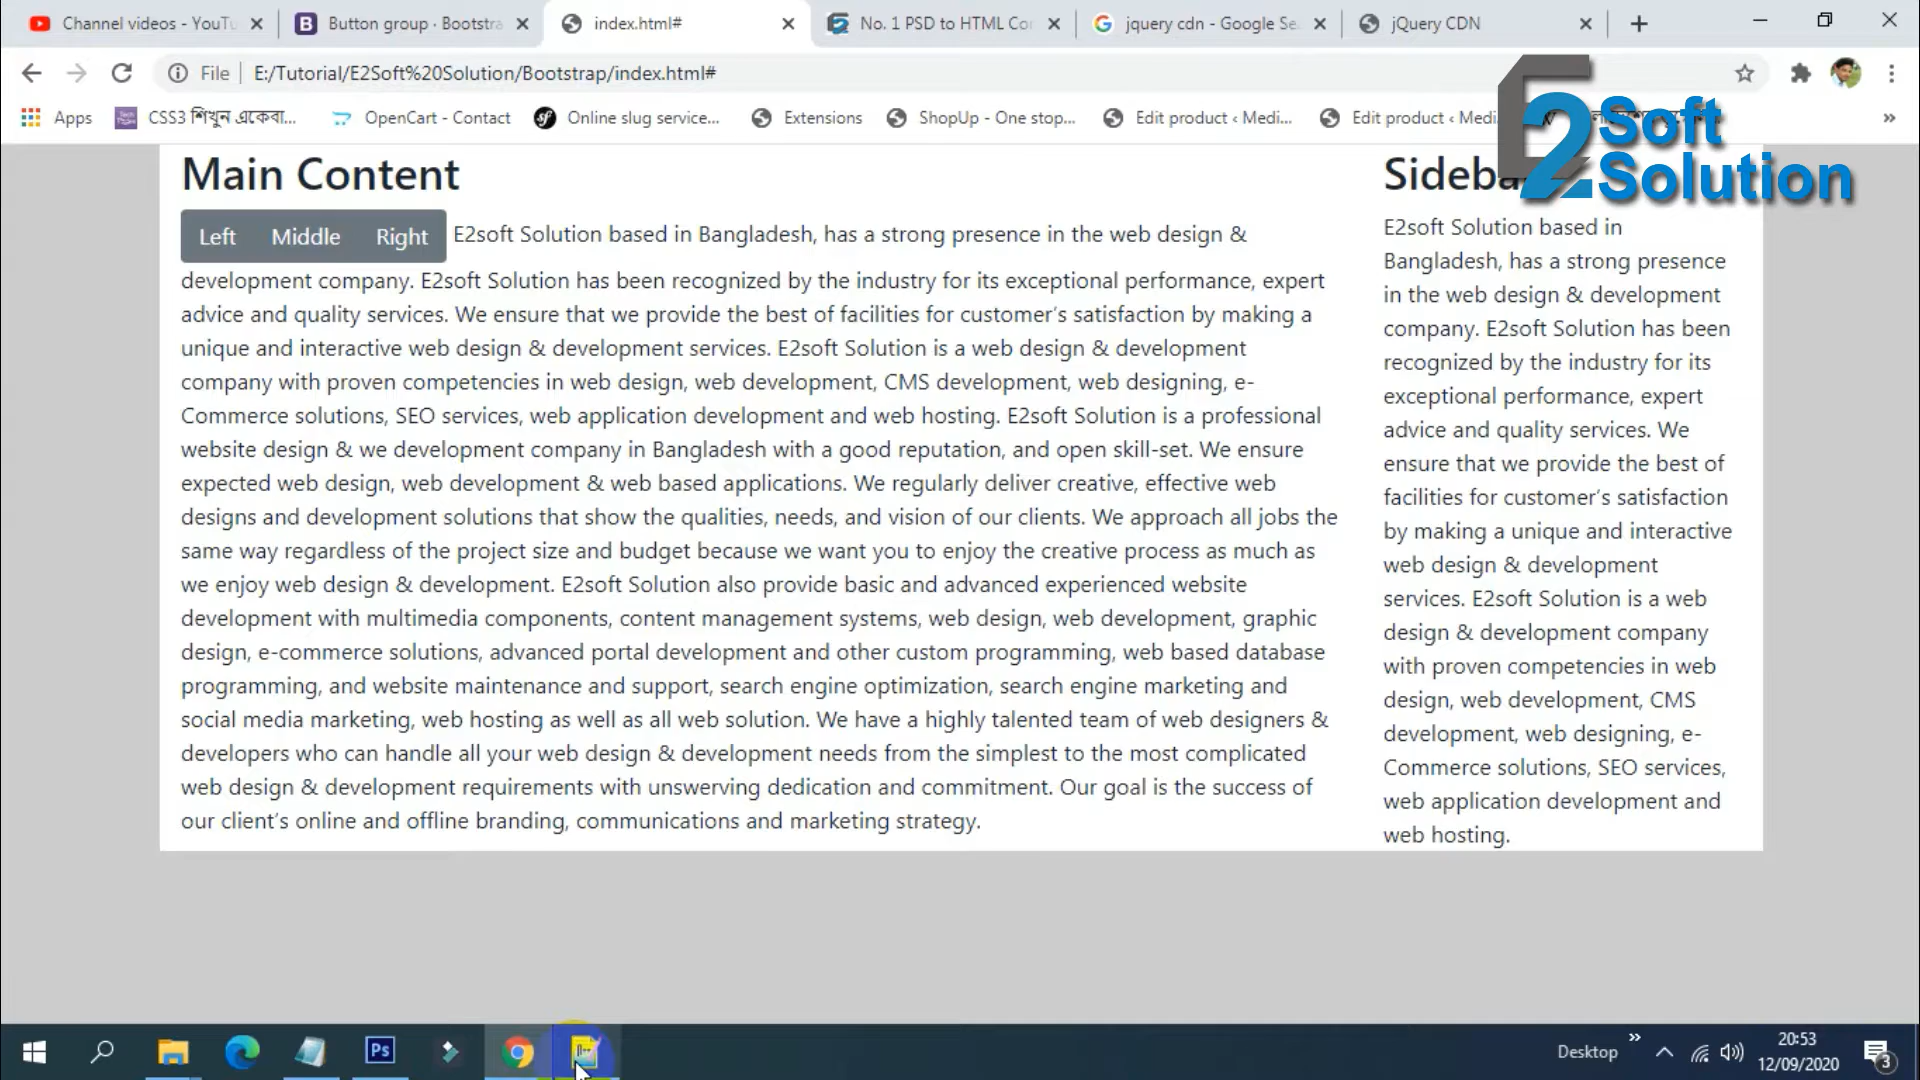 Channel videos - YouTu
Button group · Bootstra
index.html#
No. 1 PSD to HTML Con
jquery cdn - Google Se
jQuery CDN
File
E:/Tutorial/E2Soft%20Solution/Bootstrap/index.html#
Apps
CSS3 শিখুন একেবা...
OpenCart - Contact
Online slug service...
Extensions
ShopUp - One stop...
Edit product ‹ Medi...
Edit product ‹ Medi
E2 Soft
Solution
Main Content
Left Middle Right E2soft Solution based in Bangladesh, has a strong presence in the web design &
development company. E2soft Solution has been recognized by the industry for its exceptional performance, expert
advice and quality services. We ensure that we provide the best of facilities for customer’s satisfaction by making a
unique and interactive web design & development services. E2soft Solution is a web design & development
company with proven competencies in web design, web development, CMS development, web designing, e-
Commerce solutions, SEO services, web application development and web hosting. E2soft Solution is a professional
website design & we development company in Bangladesh with a good reputation, and open skill-set. We ensure
expected web design, web development & web based applications. We regularly deliver creative, effective web
designs and development solutions that show the qualities, needs, and vision of our clients. We approach all jobs the
same way regardless of the project size and budget because we want you to enjoy the creative process as much as
we enjoy web design & development. E2soft Solution also provide basic and advanced experienced website
development with multimedia components, content management systems, web design, web development, graphic
design, e-commerce solutions, advanced portal development and other custom programming, web based database
programming, and website maintenance and support, search engine optimization, search engine marketing and
social media marketing, web hosting as well as all web solution. We have a highly talented team of web designers &
developers who can handle all your web design & development needs from the simplest to the most complicated
web design & development requirements with unswerving dedication and commitment. Our goal is the success of
our client’s online and offline branding, communications and marketing strategy.
Sideba
E2soft Solution based in
Bangladesh, has a strong presence
in the web design & development
company. E2soft Solution has been
recognized by the industry for its
exceptional performance, expert
advice and quality services. We
ensure that we provide the best of
facilities for customer’s satisfaction
by making a unique and interactive
web design & development
services. E2soft Solution is a web
design & development company
with proven competencies in web
design, web development, CMS
development, web designing, e-
Commerce solutions, SEO services,
web application development and
web hosting.
Ps
Desktop
20:53
12/09/2020
3